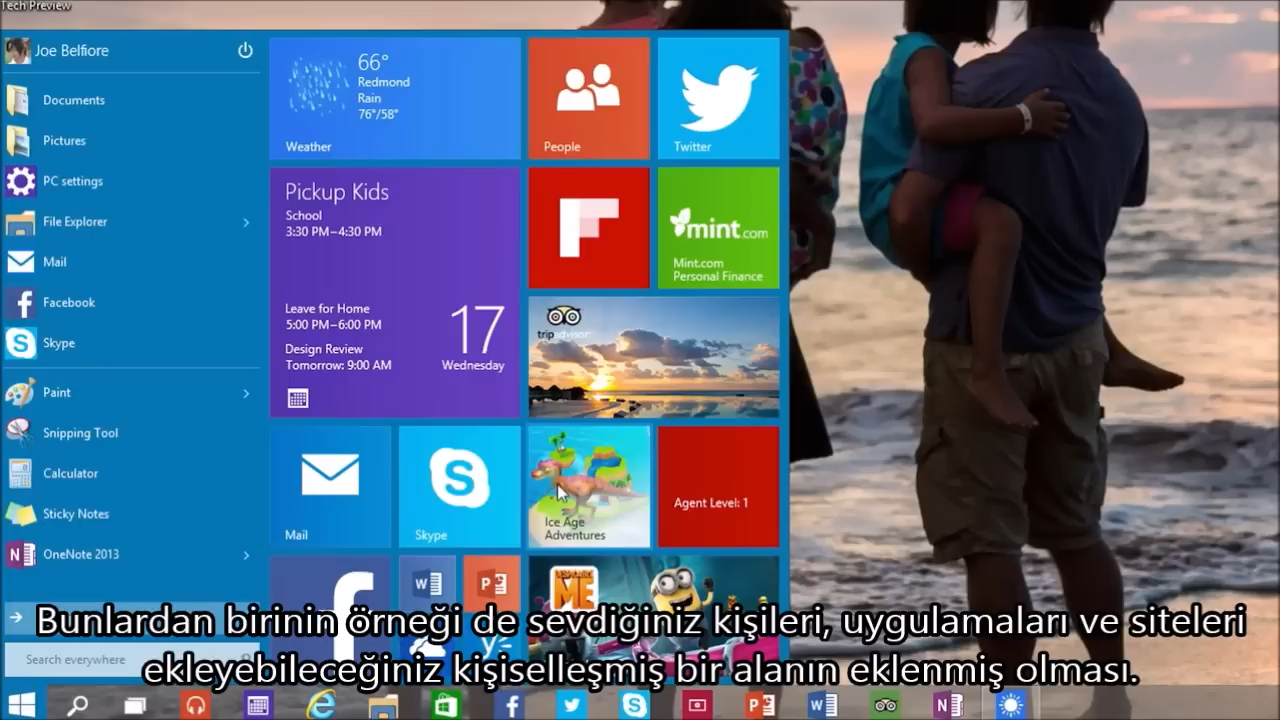 Tech Preview
Joe Belfiore
Documents
Pictures
PC settings
File Explorer
Mail
Facebook
Skype
Paint
Snipping Tool
Calculator
Sticky Notes
OneNote 2013
Search everywhere
66°
Redmond
Rain
76°/58°
Weather
People
Twitter
Pickup Kids
School
3:30 PM–4:30 PM
Leave for Home
5:00 PM–6:00 PM
Design Review
Tomorrow: 9:00 AM
17
Wednesday
mint.com
Mint.com
Personal Finance
tripadvisor
Mail
Skype
Ice Age
Adventures
Agent Level: 1
DESPICABLE
ME
Bunlardan birinin örneği de sevdiğiniz kişileri, uygulamaları ve siteleri
ekleyebileceğiniz kişiselleşmiş bir alanın eklenmiş olması.